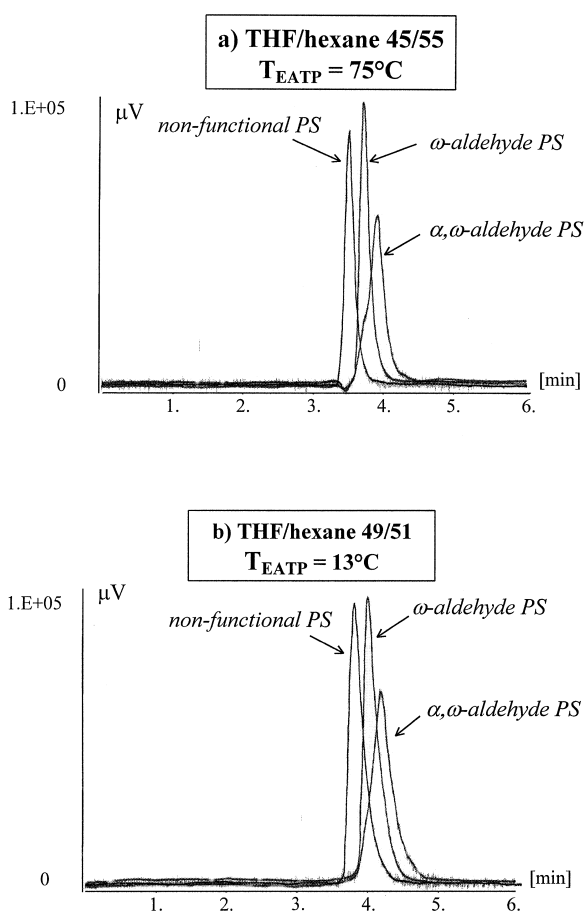 a) THF/hexane 45/55
T_EATP = 75°C
1.E+05
μV
non-functional PS
ω-aldehyde PS
α,ω-aldehyde PS
0
1. 2. 3. 4. 5. 6.
[min]
b) THF/hexane 49/51
T_EATP = 13°C
1.E+05
μV
non-functional PS
ω-aldehyde PS
α,ω-aldehyde PS
0
1. 2. 3. 4. 5. 6.
[min]